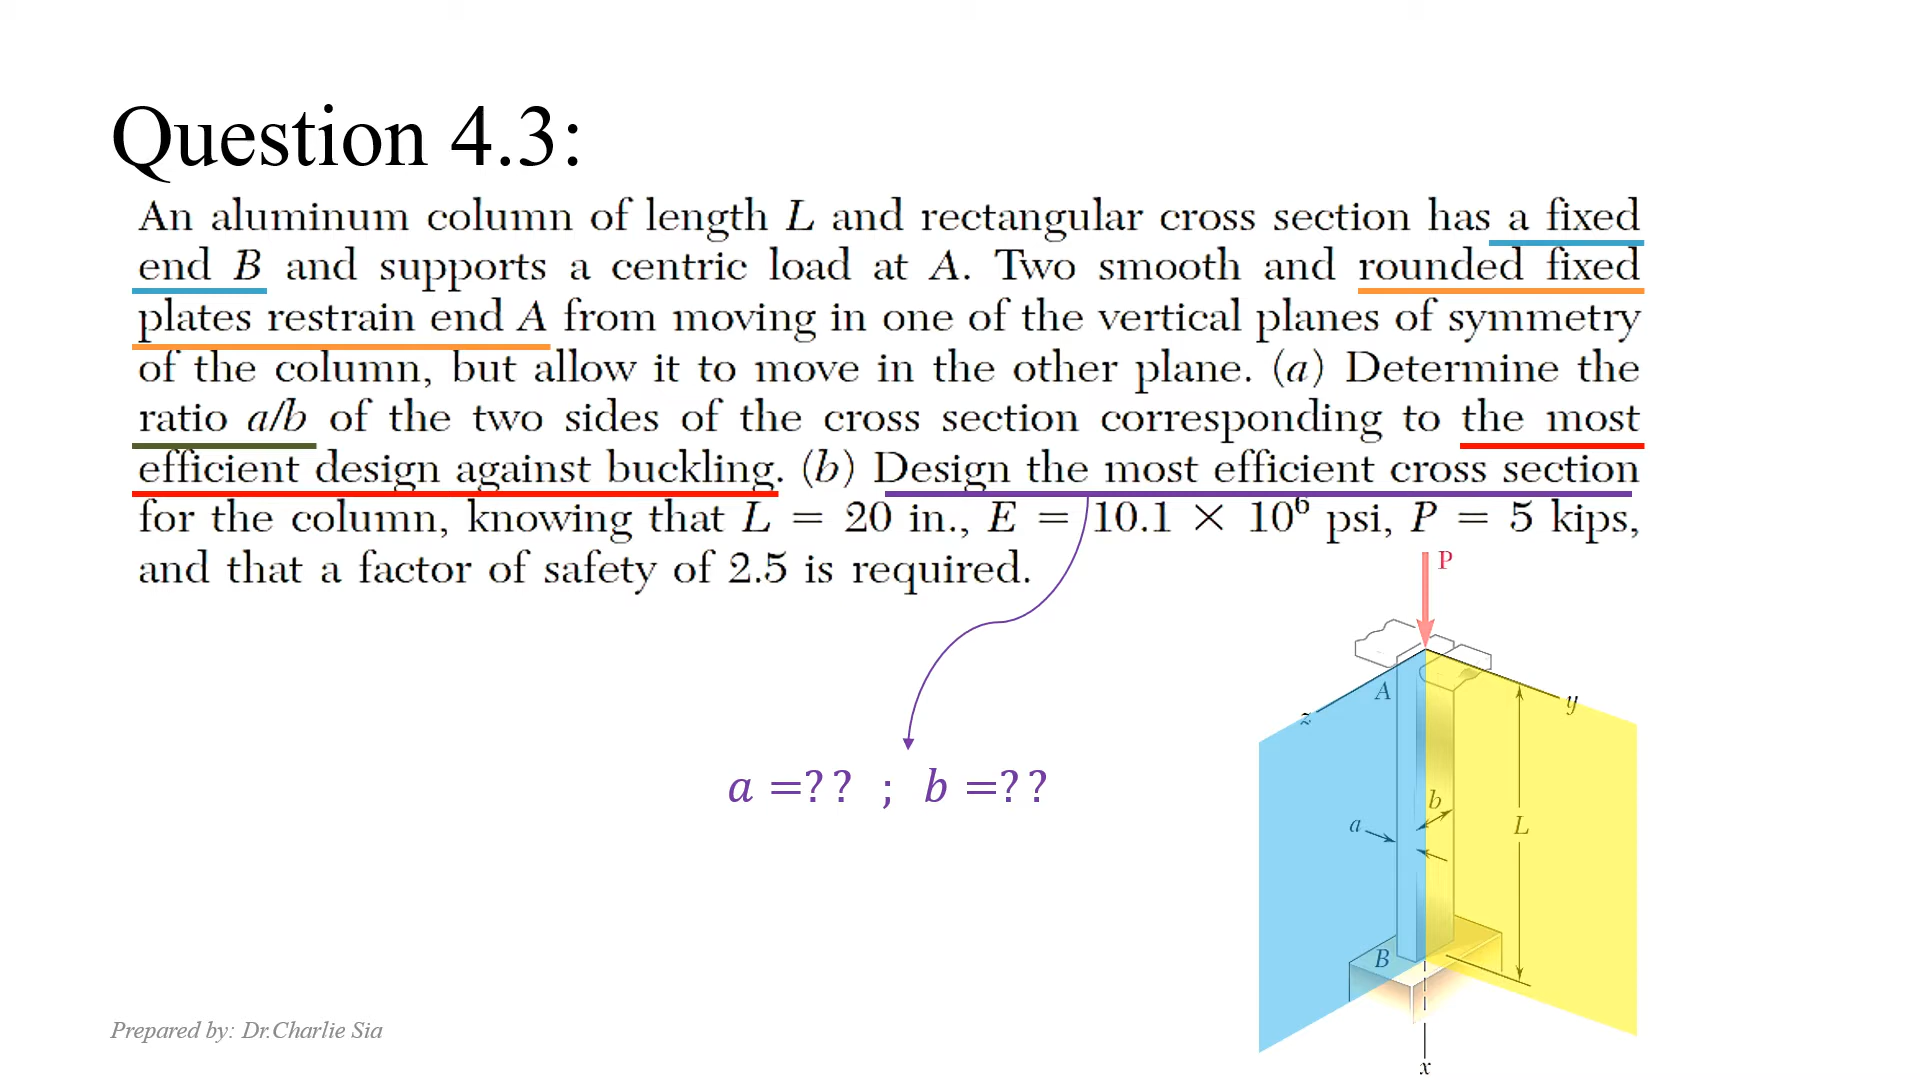 Question 4.3:
An aluminum column of length L and rectangular cross section has a fixed
end B and supports a centric load at A. Two smooth and rounded fixed
plates restrain end A from moving in one of the vertical planes of symmetry
of the column, but allow it to move in the other plane. (a) Determine the
ratio a/b of the two sides of the cross section corresponding to the most
efficient design against buckling. (b) Design the most efficient cross section
for the column, knowing that L = 20 in., E = 10.1 × 10⁶ psi, P = 5 kips,
and that a factor of safety of 2.5 is required.
P
A
z
y
a =?? ; b =??
b
a
L
B
Prepared by: Dr.Charlie Sia
x